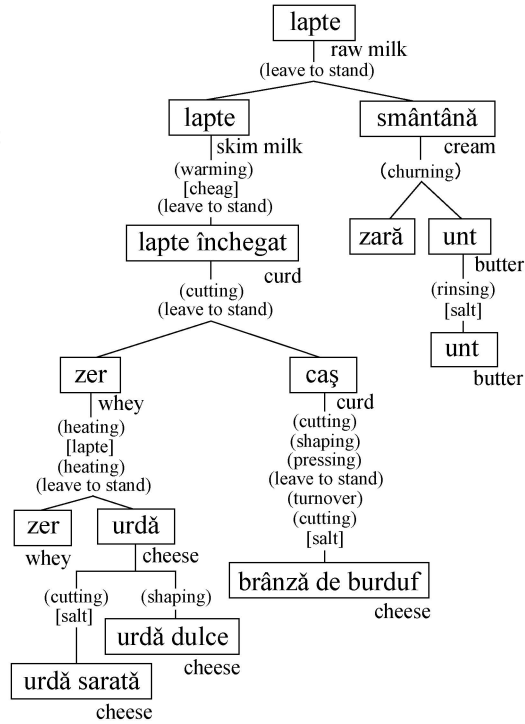 lapte
raw milk
(leave to stand)
lapte
skim milk
(warming)
[cheag]
(leave to stand)
lapte închegat
curd
(cutting)
(leave to stand)
smântână
cream
(churning)
zară
unt
butter
(rinsing)
[salt]
unt
butter
zer
whey
(heating)
[lapte]
(heating)
(leave to stand)
zer
whey
urdă
cheese
(cutting)
[salt]
urdă sarată
cheese
(shaping)
urdă dulce
cheese
caş
curd
(cutting)
(shaping)
(pressing)
(leave to stand)
(turnover)
(cutting)
[salt]
brânză de burduf
cheese